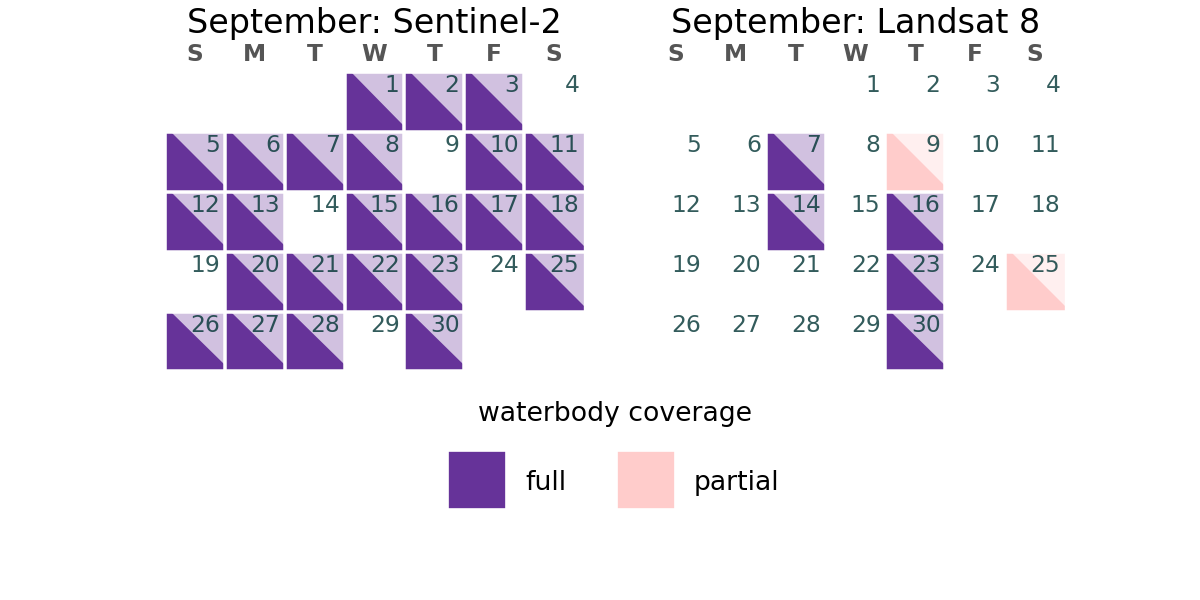 September: Sentinel-2
S M T W T F S
1 2 3 4
5 6 7 8 9 10 11
12 13 14 15 16 17 18
19 20 21 22 23 24 25
26 27 28 29 30
September: Landsat 8
S M T W T F S
1 2 3 4
5 6 7 8 9 10 11
12 13 14 15 16 17 18
19 20 21 22 23 24 25
26 27 28 29 30
waterbody coverage
full partial